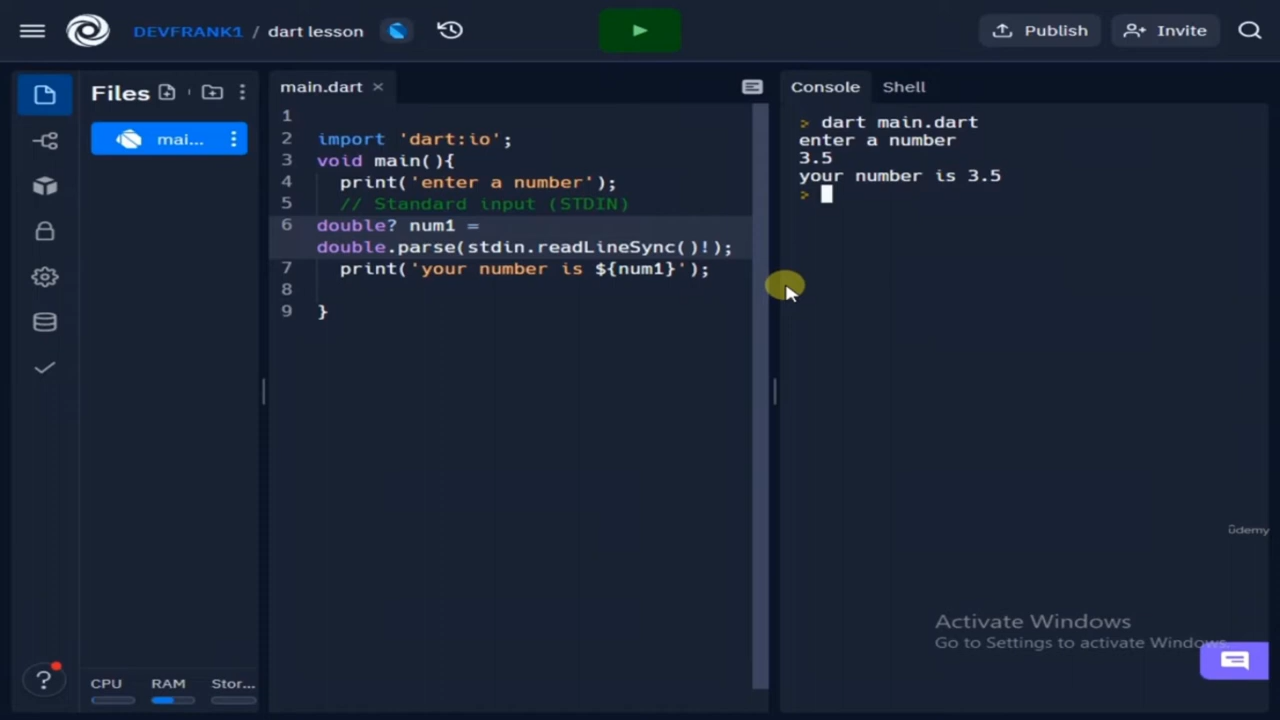 DEVFRANK1 / dart lesson
Publish
Invite
Files
mai...
main.dart ×
Console
Shell
1
2 import 'dart:io';
3 void main(){
4 print('enter a number');
5 // Standard input (STDIN)
6 double? num1 =
double.parse(stdin.readLineSync()!);
7 print('your number is ${num1}');
8
9 }
> dart main.dart
enter a number
3.5
your number is 3.5
>
ûdemy
Activate Windows
Go to Settings to activate Windows.
?
CPU RAM Stor...